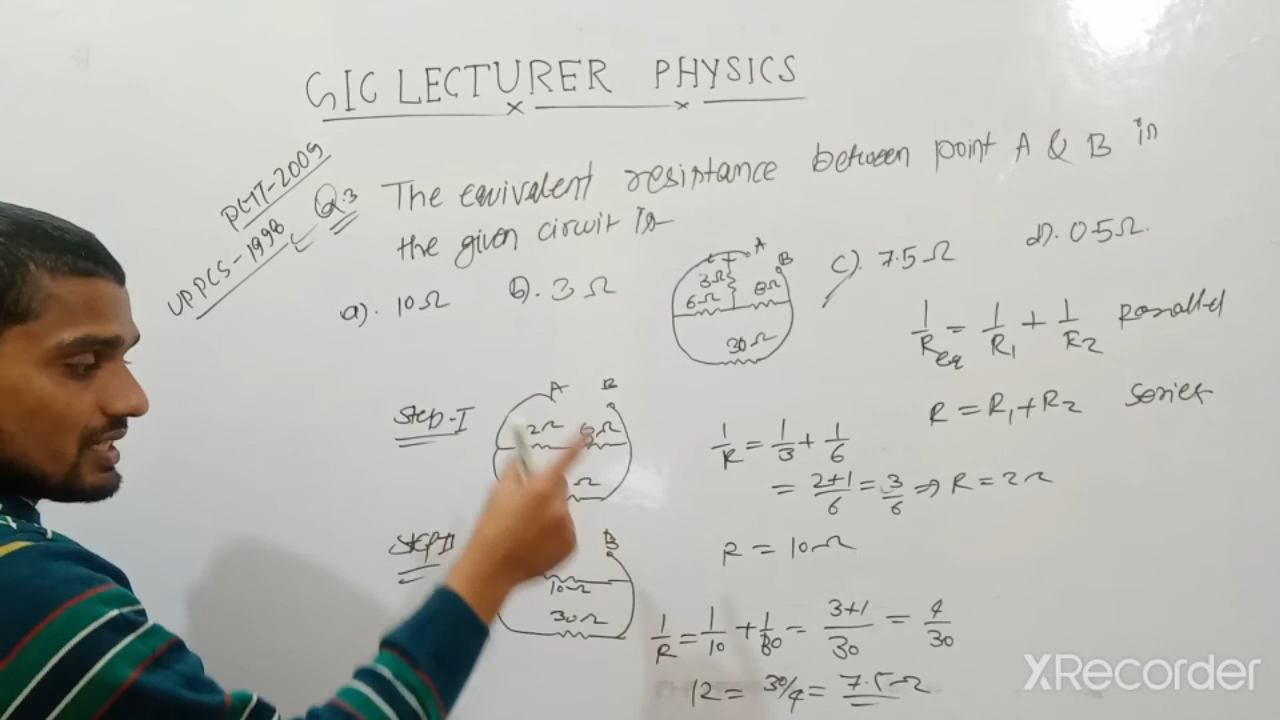 GIC LECTURER PHYSICS
PMT-2009
UPPCS-1998
Q.3 The equivalent resistance between point A & B in
the given circuit is
a). 10Ω b). 3Ω c). 7.5Ω d). 0.5Ω.
A
B
3Ω
6Ω 8Ω
30Ω
1/Req = 1/R1 + 1/R2 Parallel
R = R1 + R2 Series
Step-I
A B
2Ω 8Ω
Ω
1/R = 1/3 + 1/6
= 2+1/6 = 3/6 ⇒ R = 2Ω
Step II
B
10Ω
30Ω
R = 10Ω
1/R = 1/10 + 1/30 = 3+1/30 = 4/30
R = 30/4 = 7.5Ω
XRecorder